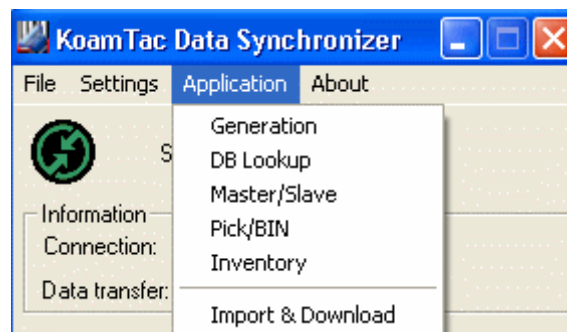 KoamTac Data Synchronizer
File Settings Application About
Generation
S
DB Lookup
Master/Slave
Information
Pick/BIN
Connection:
Inventory
Data transfer:
Import & Download